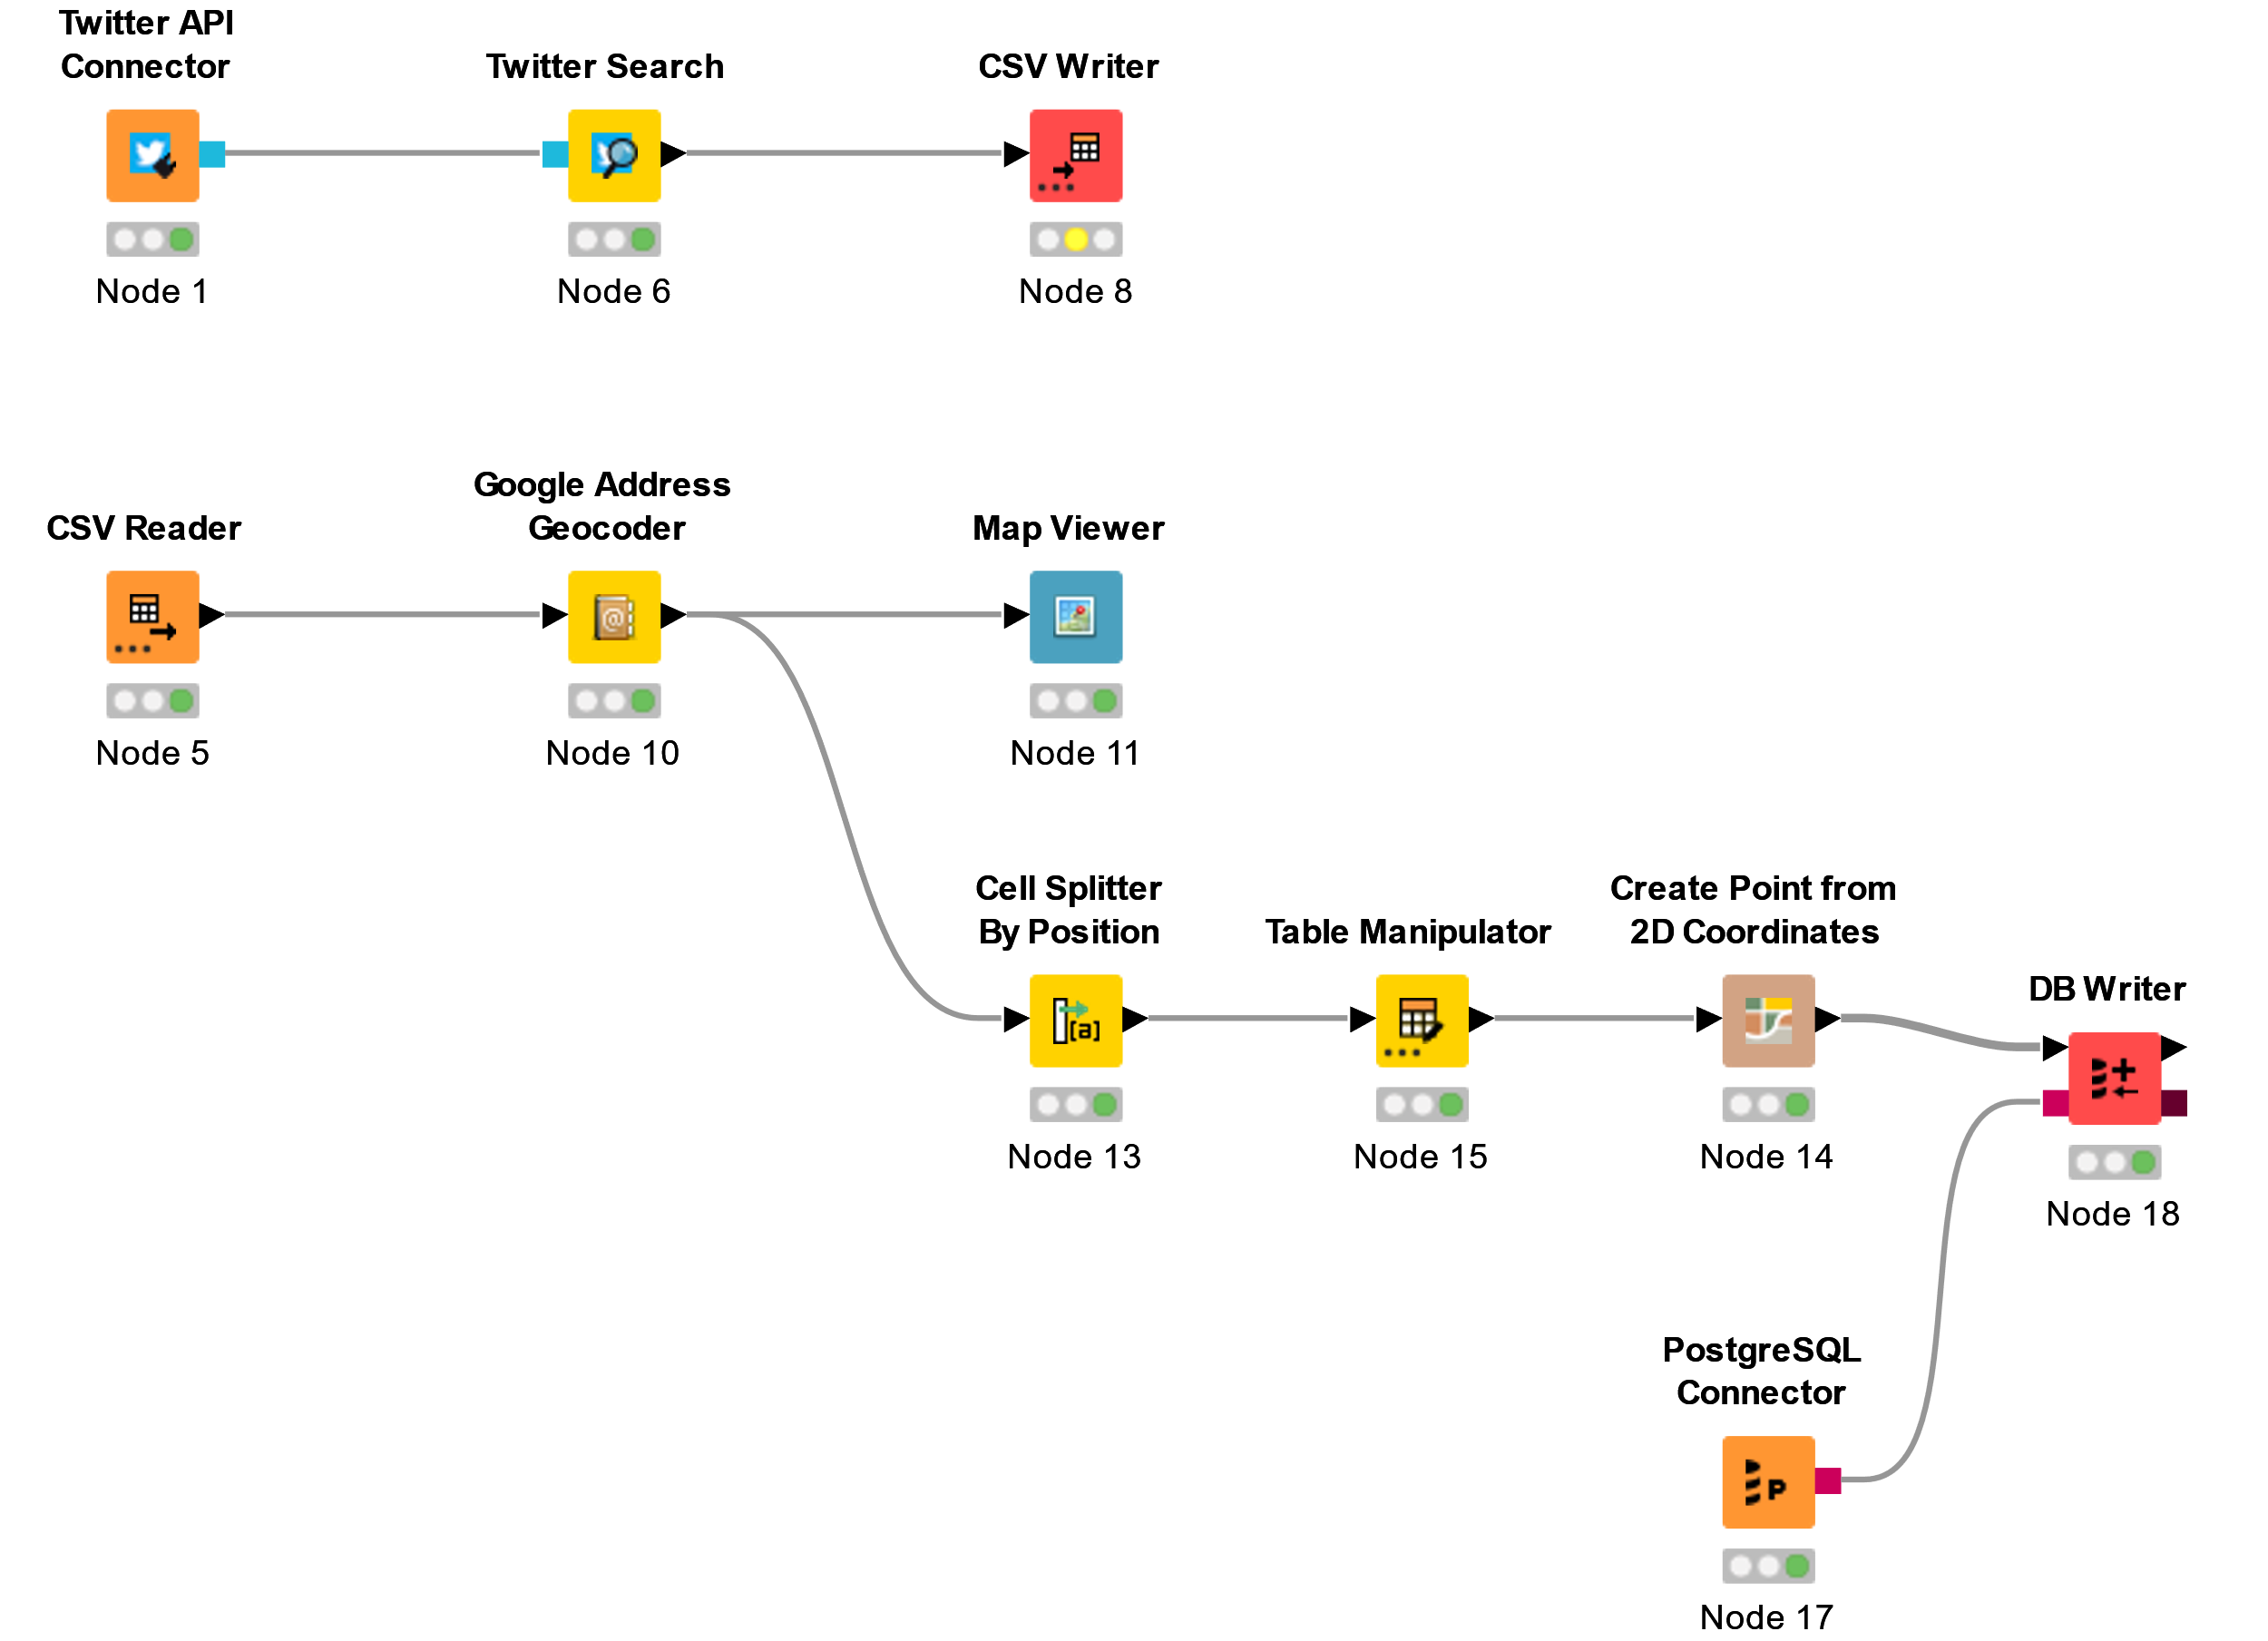 Twitter API
Connector
Twitter Search
CSV Writer
Node 1
Node 6
Node 8
CSV Reader
Google Address
Geocoder
Map Viewer
Node 5
Node 10
Node 11
Cell Splitter
By Position
Table Manipulator
Create Point from
2D Coordinates
DB Writer
[a]
Node 13
Node 15
Node 14
Node 18
PostgreSQL
Connector
P
Node 17